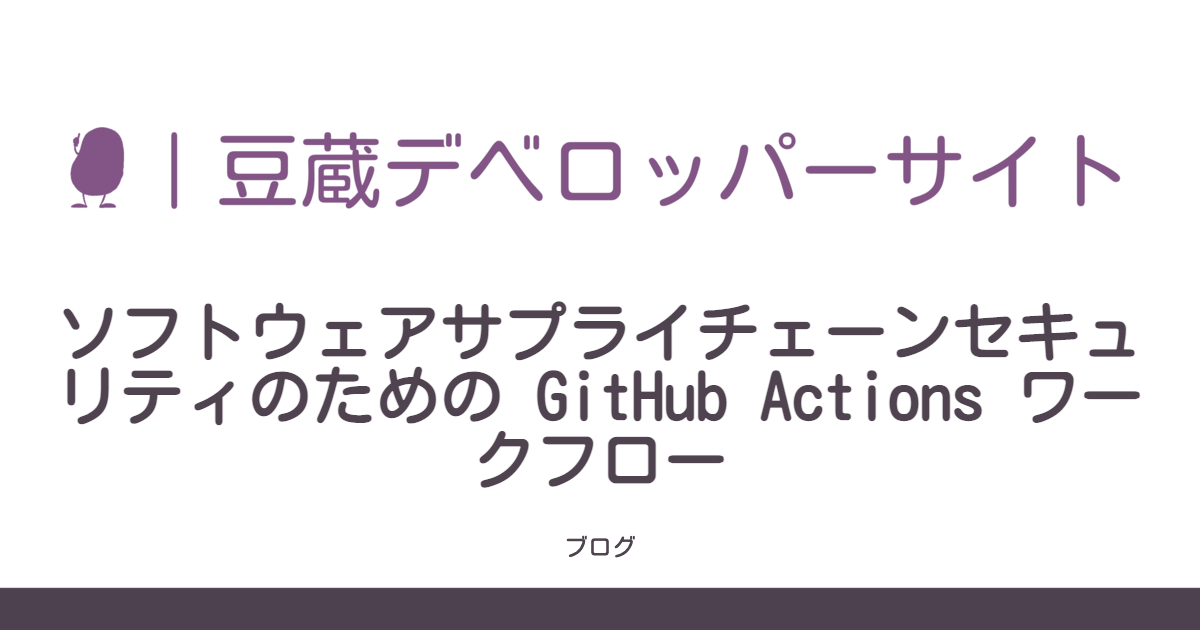 | 豆蔵デベロッパーサイト
ソフトウェアサプライチェーンセキュ
リティのための GitHub Actions ワー
クフロー
ブログ